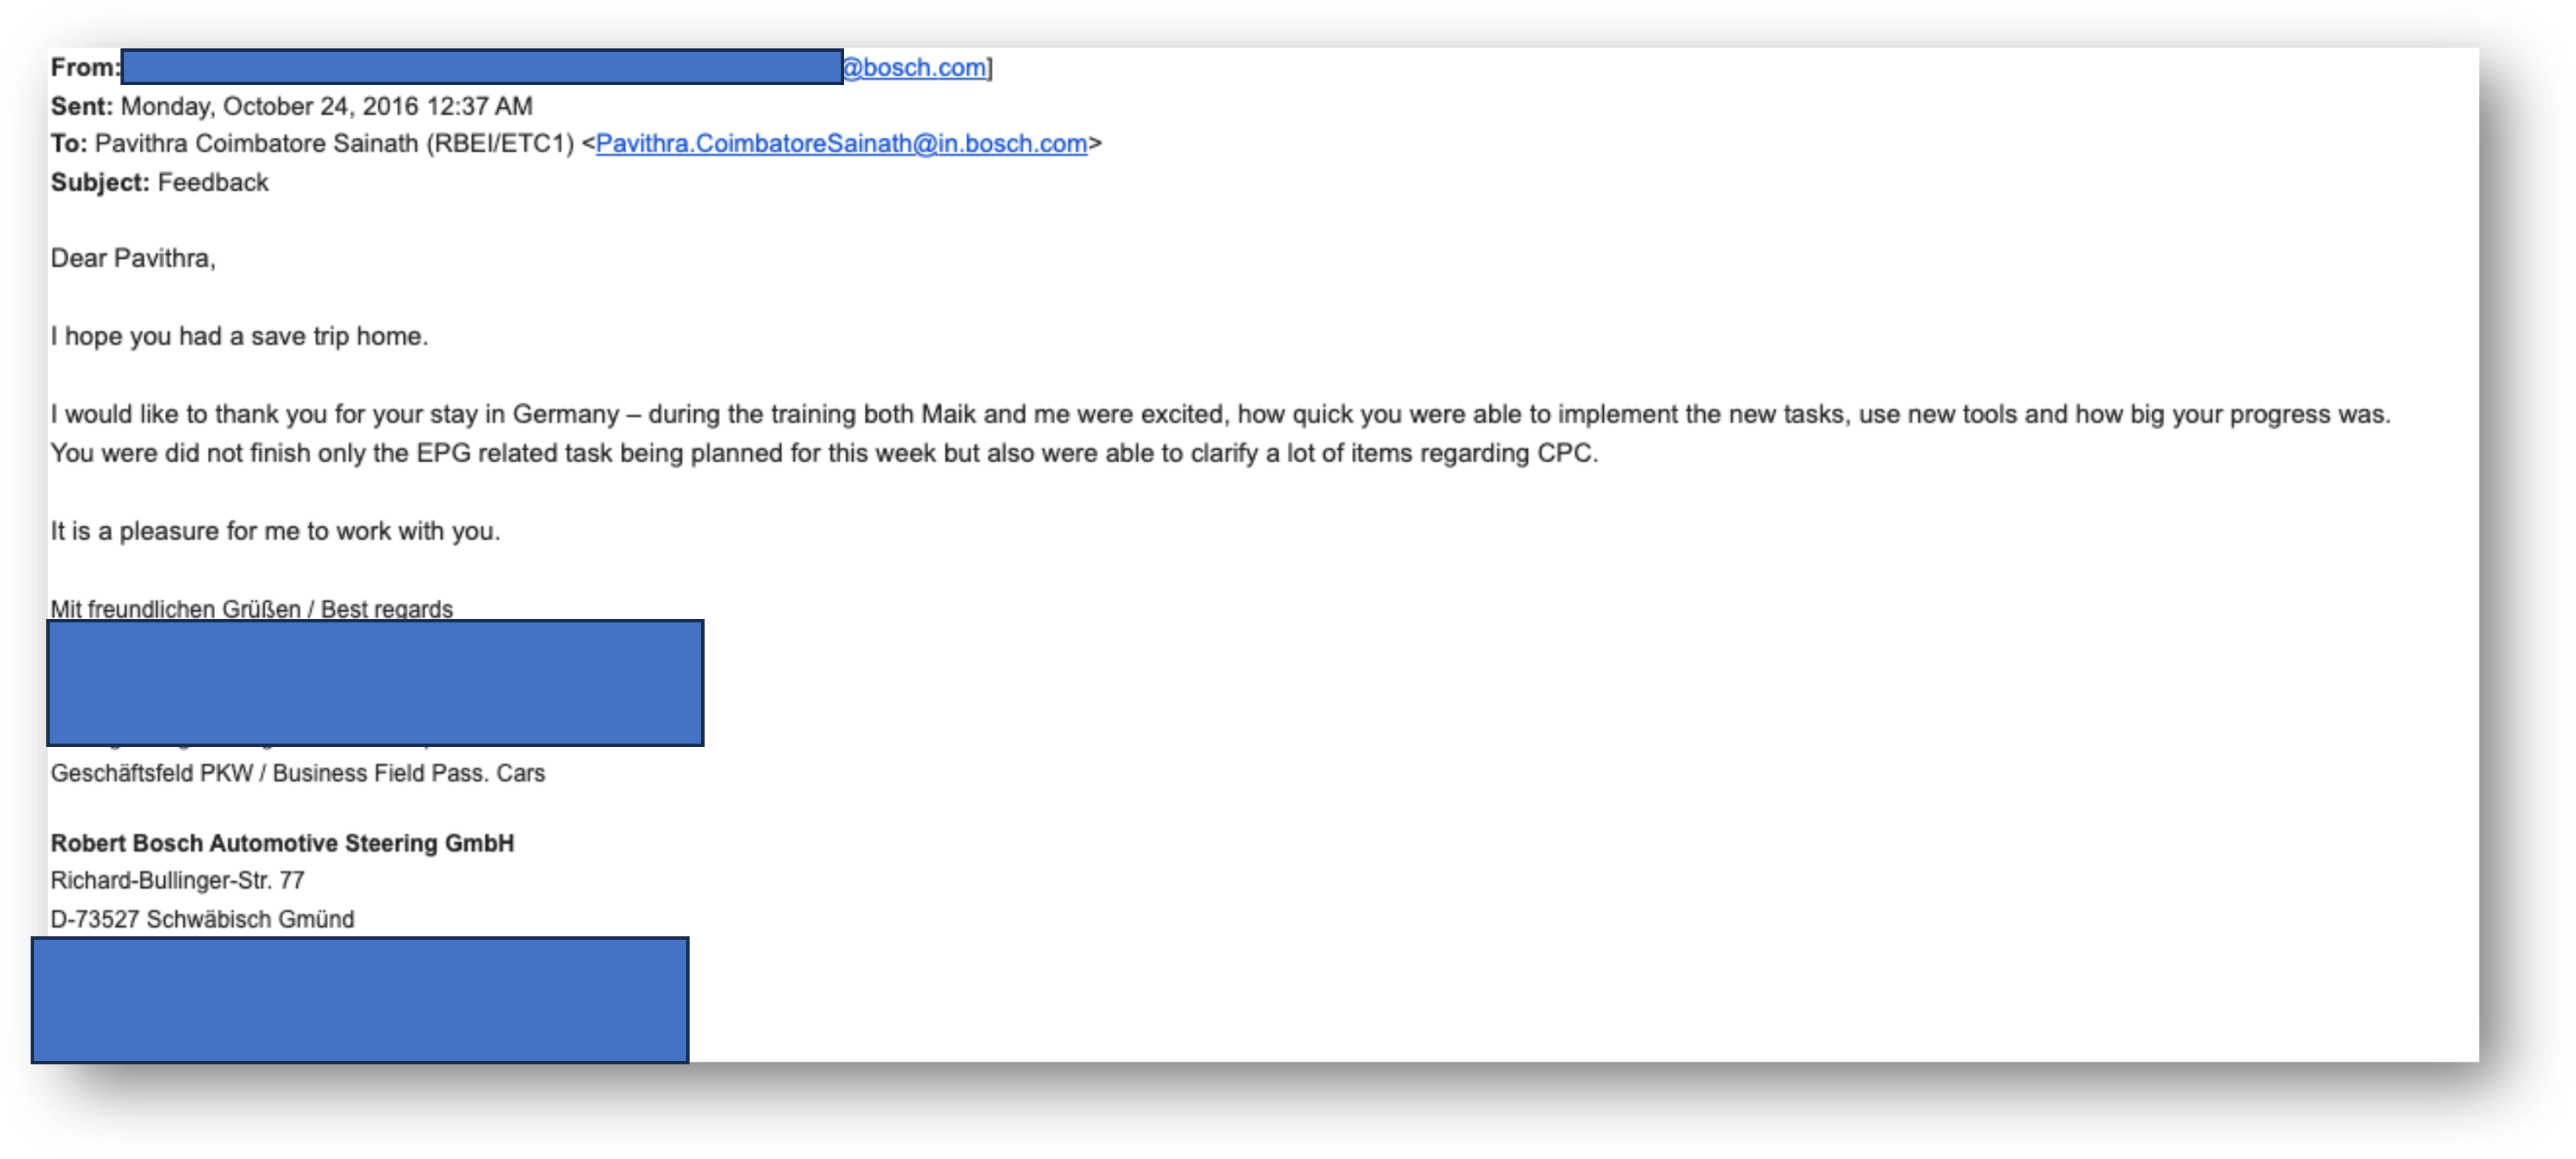 From: @bosch.com]
Sent: Monday, October 24, 2016 12:37 AM
To: Pavithra Coimbatore Sainath (RBEI/ETC1) <Pavithra.CoimbatoreSainath@in.bosch.com>
Subject: Feedback
Dear Pavithra,
I hope you had a save trip home.
I would like to thank you for your stay in Germany – during the training both Maik and me were excited, how quick you were able to implement the new tasks, use new tools and how big your progress was.
You were did not finish only the EPG related task being planned for this week but also were able to clarify a lot of items regarding CPC.
It is a pleasure for me to work with you.
Mit freundlichen Grüßen / Best regards
Geschäftsfeld PKW / Business Field Pass. Cars
Robert Bosch Automotive Steering GmbH
Richard-Bullinger-Str. 77
D-73527 Schwäbisch Gmünd